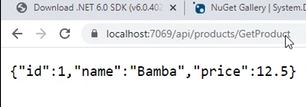 Download .NET 6.0 SDK (v6.0.402
NuGet Gallery | System.D
localhost:7069/api/products/GetProduct
{"id":1,"name":"Bamba","price":12.5}